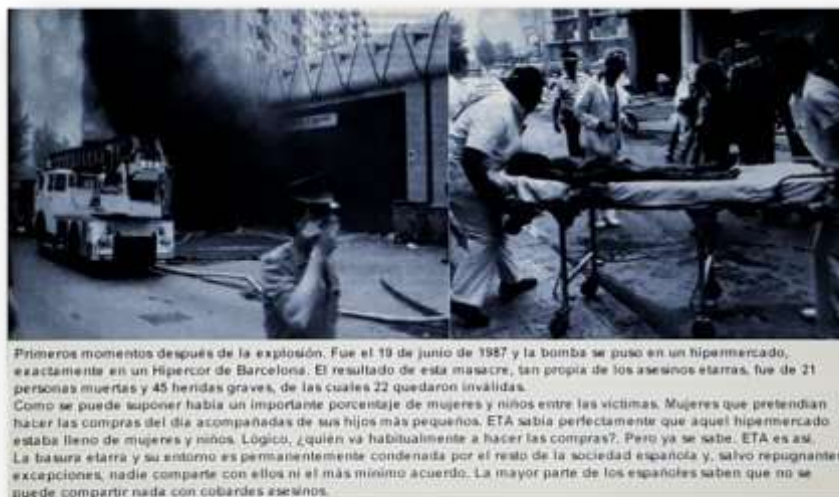 Primeros momentos después de la explosión. Fue el 19 de junio de 1987 y la bomba se puso en un hipermercado,
exactamente en un Hipercor de Barcelona. El resultado de esta masacre, tan propia de los asesinos etarras, fue de 21
personas muertas y 45 heridas graves, de las cuales 22 quedaron inválidas.
Como se puede suponer había un importante porcentaje de mujeres y niños entre las víctimas. Mujeres que pretendían
hacer las compras del día acompañadas de sus hijos más pequeños. ETA sabía perfectamente que aquel hipermercado
estaba lleno de mujeres y niños. Lógico, ¿quién va habitualmente a hacer las compras?. Pero ya se sabe. ETA es así.
La basura etarra y su entorno es permanentemente condenada por el resto de la sociedad española y, salvo repugnantes
excepciones, nadie comparte con ellos ni el más mínimo acuerdo. La mayor parte de los españoles saben que no se
puede compartir nada con cobardes asesinos.